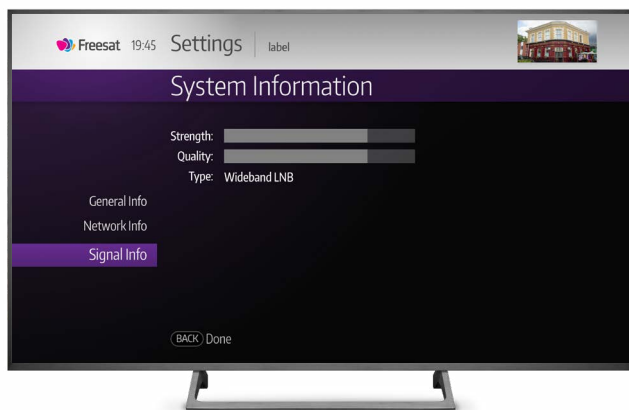 Freesat 19:45 Settings label
System Information
Strength:
Quality:
Type: Wideband LNB
General Info
Network Info
Signal Info
BACK Done